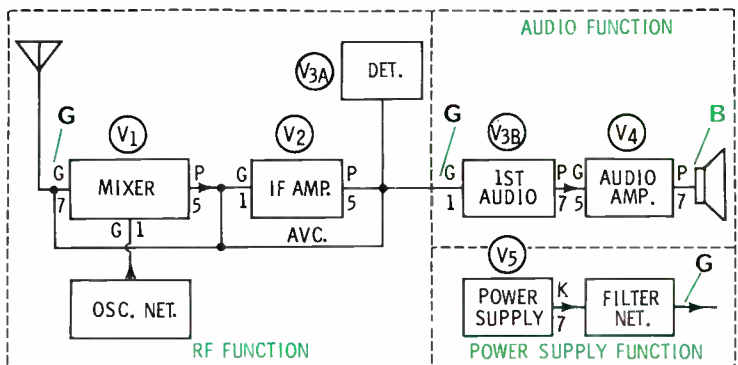 AUDIO FUNCTION
V3A
DET.
G
V1
V2
G
V3B
V4
B
G
7
MIXER
P
5
G
1
IF AMP.
P
5
G
1
1ST
AUDIO
P
7
G
5
AUDIO
AMP.
P
7
G 1
AVC.
OSC. NET.
RF FUNCTION
V5
POWER
SUPPLY
K
7
FILTER
NET.
G
POWER SUPPLY FUNCTION